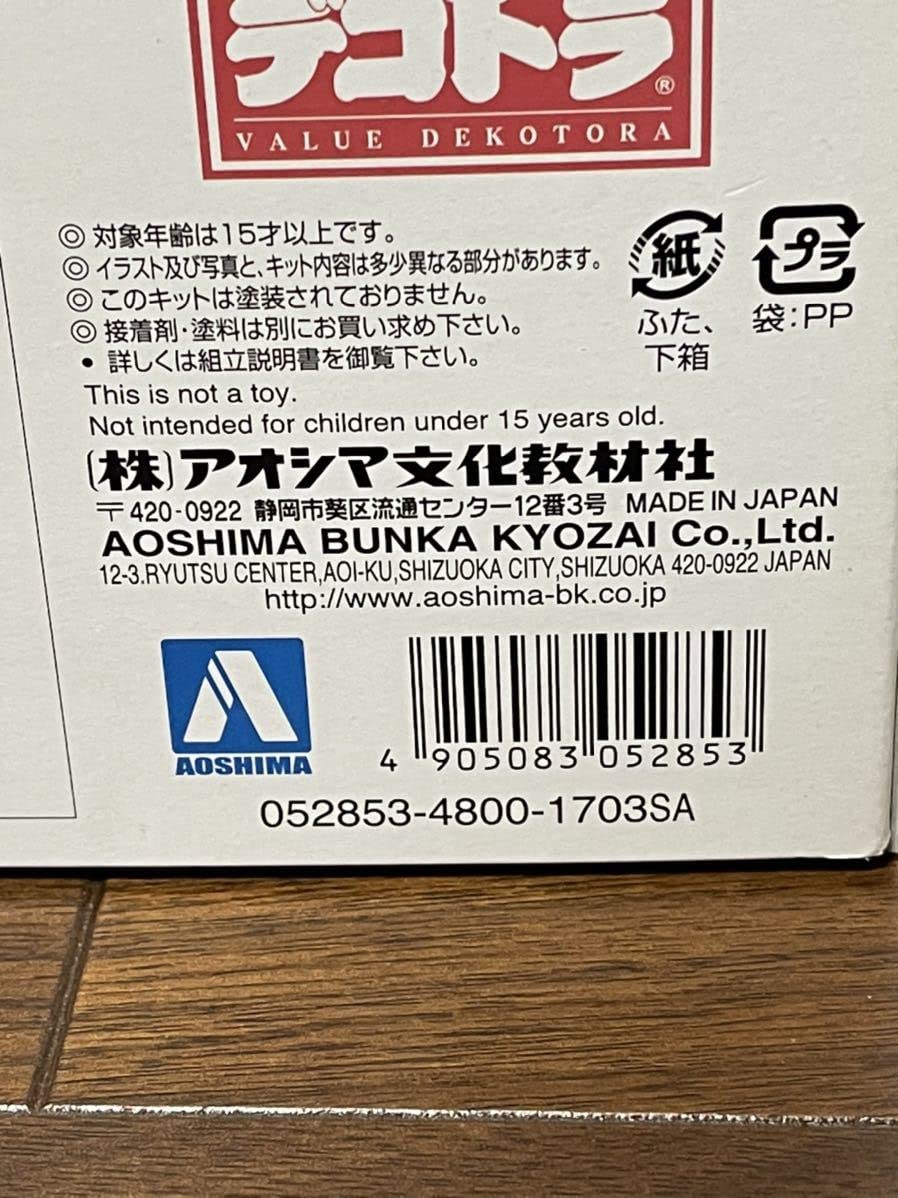 デコトラ®
VALUE DEKOTORA
◎ 対象年齢は15才以上です。
◎ イラスト及び写真と、キット内容は多少異なる部分があります。
◎ このキットは塗装されておりません。
◎ 接着剤・塗料は別にお買い求め下さい。
• 詳しくは組立説明書を御覧下さい。
This is not a toy.
Not intended for children under 15 years old.
紙
ふた、
下箱
プラ
袋:PP
(株)アオシマ文化教材社
〒420-0922 静岡市葵区流通センター12番3号 MADE IN JAPAN
AOSHIMA BUNKA KYOZAI Co.,Ltd.
12-3.RYUTSU CENTER,AOI-KU,SHIZUOKA CITY,SHIZUOKA 420-0922 JAPAN
http://www.aoshima-bk.co.jp
AOSHIMA
4 905083 052853
052853-4800-1703SA